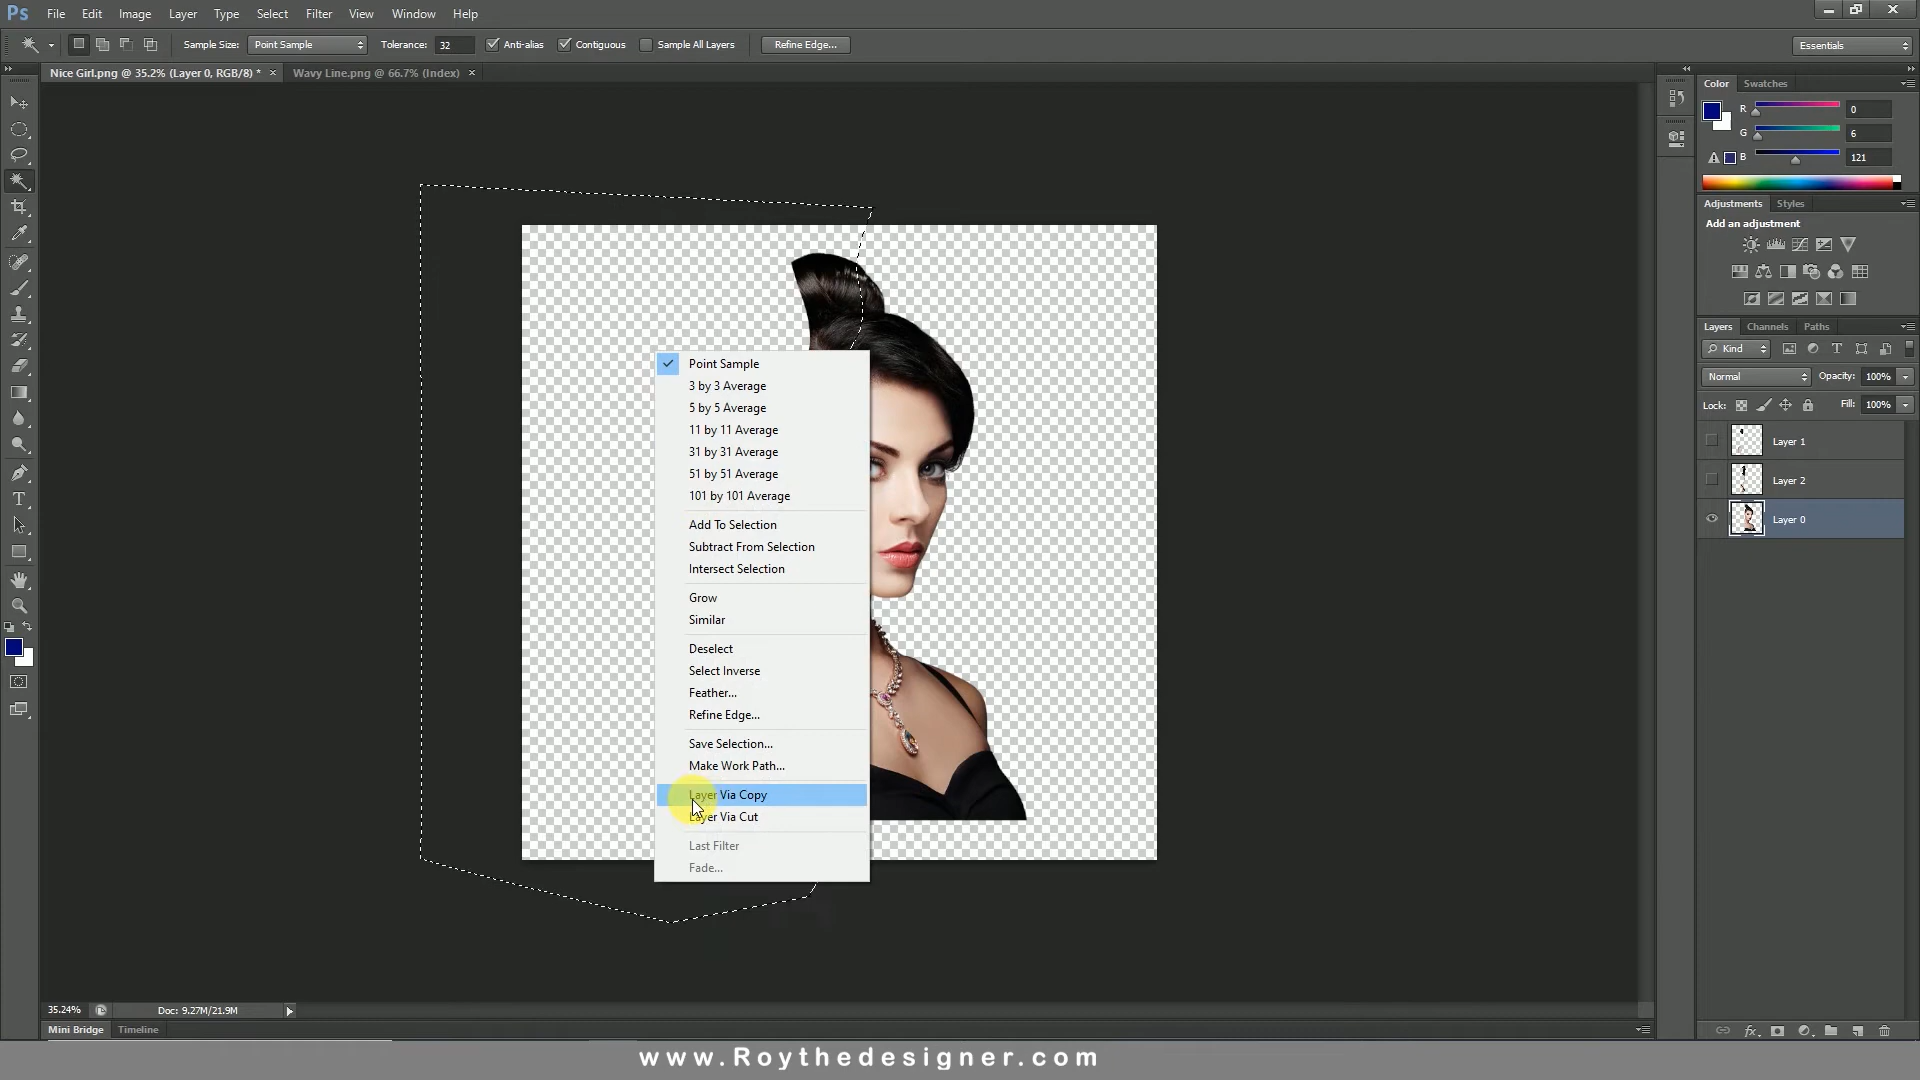 Ps File Edit Image Layer Type Select Filter View Window Help
Sample Size: Point Sample Tolerance: 32 Anti-alias Contiguous Sample All Layers Refine Edge... Essentials
Nice Girl.png @ 35.2% (Layer 0, RGB/8) * × Wavy Line.png @ 66.7% (Index) ×
Color Swatches
R 0
G 6
B 121
Adjustments Styles
Add an adjustment
Layers Channels Paths
Kind
Normal Opacity: 100%
Lock: Fill: 100%
Layer 1
Layer 2
Layer 0
Point Sample
3 by 3 Average
5 by 5 Average
11 by 11 Average
31 by 31 Average
51 by 51 Average
101 by 101 Average
Add To Selection
Subtract From Selection
Intersect Selection
Grow
Similar
Deselect
Select Inverse
Feather...
Refine Edge...
Save Selection...
Make Work Path...
Layer Via Copy
Layer Via Cut
Last Filter
Fade...
35.24% Doc: 9.27M/21.9M
Mini Bridge Timeline
www.Roythedesigner.com